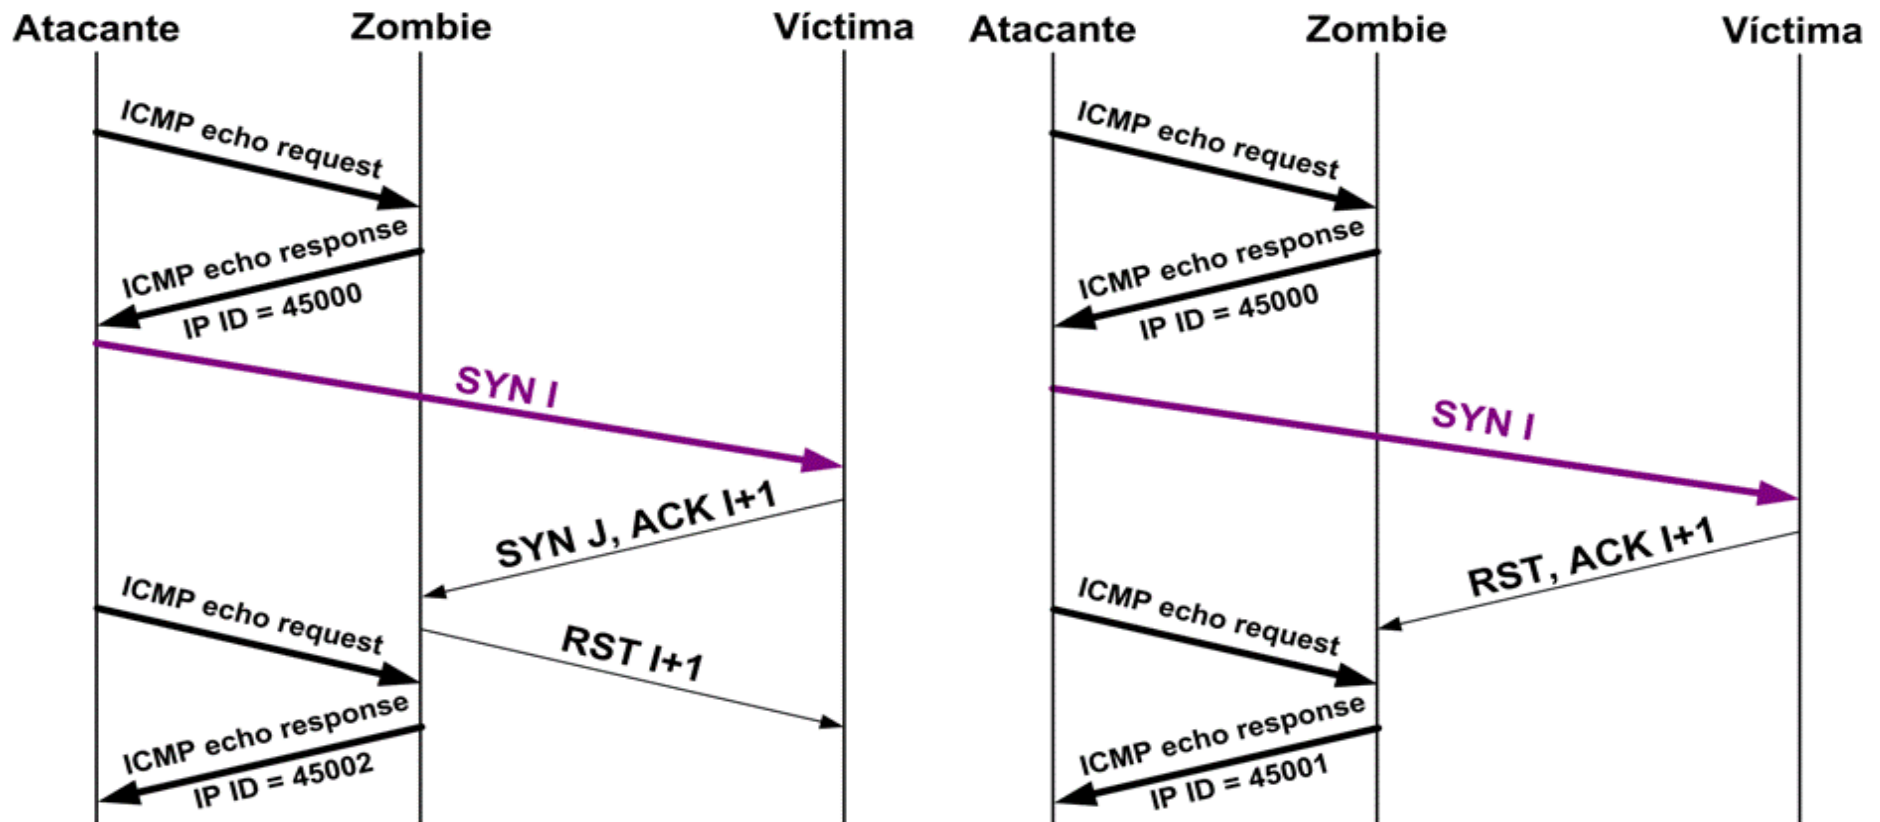 Atacante
Zombie
Víctima
ICMP echo request
ICMP echo response
IP ID = 45000
SYN I
SYN J, ACK I+1
ICMP echo request
RST I+1
ICMP echo response
IP ID = 45002
Atacante
Zombie
Víctima
ICMP echo request
ICMP echo response
IP ID = 45000
SYN I
RST, ACK I+1
ICMP echo request
ICMP echo response
IP ID = 45001